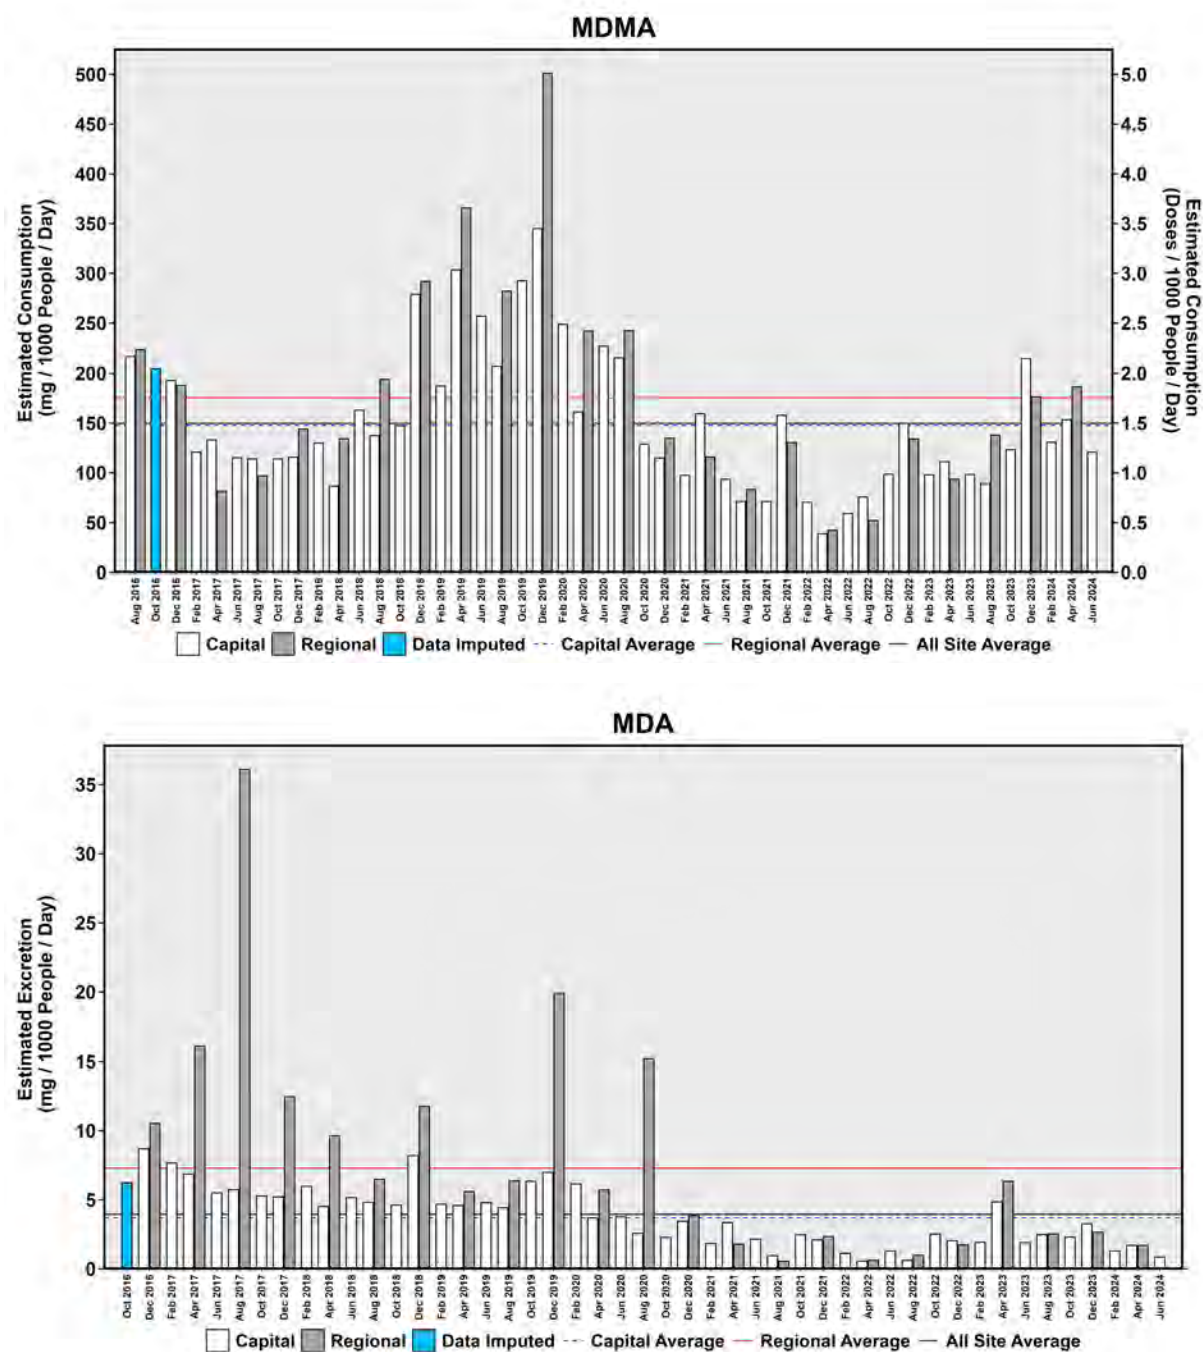 MDMA
Estimated Consumption
(mg / 1000 People / Day)
500
450
400
350
300
250
200
150
100
50
0
5.0
4.5
4.0
3.5
3.0
2.5
2.0
1.5
1.0
0.5
0.0
Estimated Consumption
(Doses / 1000 People / Day)
Aug 2016
Oct 2016
Dec 2016
Feb 2017
Apr 2017
Jun 2017
Aug 2017
Oct 2017
Dec 2017
Feb 2018
Apr 2018
Jun 2018
Aug 2018
Oct 2018
Dec 2018
Feb 2019
Apr 2019
Jun 2019
Aug 2019
Oct 2019
Dec 2019
Feb 2020
Apr 2020
Jun 2020
Aug 2020
Oct 2020
Dec 2020
Feb 2021
Apr 2021
Jun 2021
Aug 2021
Oct 2021
Dec 2021
Feb 2022
Apr 2022
Jun 2022
Aug 2022
Oct 2022
Dec 2022
Feb 2023
Apr 2023
Jun 2023
Aug 2023
Oct 2023
Dec 2023
Feb 2024
Apr 2024
Jun 2024
Capital Regional Data Imputed Capital Average Regional Average All Site Average
MDA
Estimated Excretion
(mg / 1000 People / Day)
35
30
25
20
15
10
5
0
Oct 2016
Dec 2016
Feb 2017
Apr 2017
Jun 2017
Aug 2017
Oct 2017
Dec 2017
Feb 2018
Apr 2018
Jun 2018
Aug 2018
Oct 2018
Dec 2018
Feb 2019
Apr 2019
Jun 2019
Aug 2019
Oct 2019
Dec 2019
Feb 2020
Apr 2020
Jun 2020
Aug 2020
Oct 2020
Dec 2020
Feb 2021
Apr 2021
Jun 2021
Aug 2021
Oct 2021
Dec 2021
Feb 2022
Apr 2022
Jun 2022
Aug 2022
Oct 2022
Dec 2022
Feb 2023
Apr 2023
Jun 2023
Aug 2023
Oct 2023
Dec 2023
Feb 2024
Apr 2024
Jun 2024
Capital Regional Data Imputed Capital Average Regional Average All Site Average